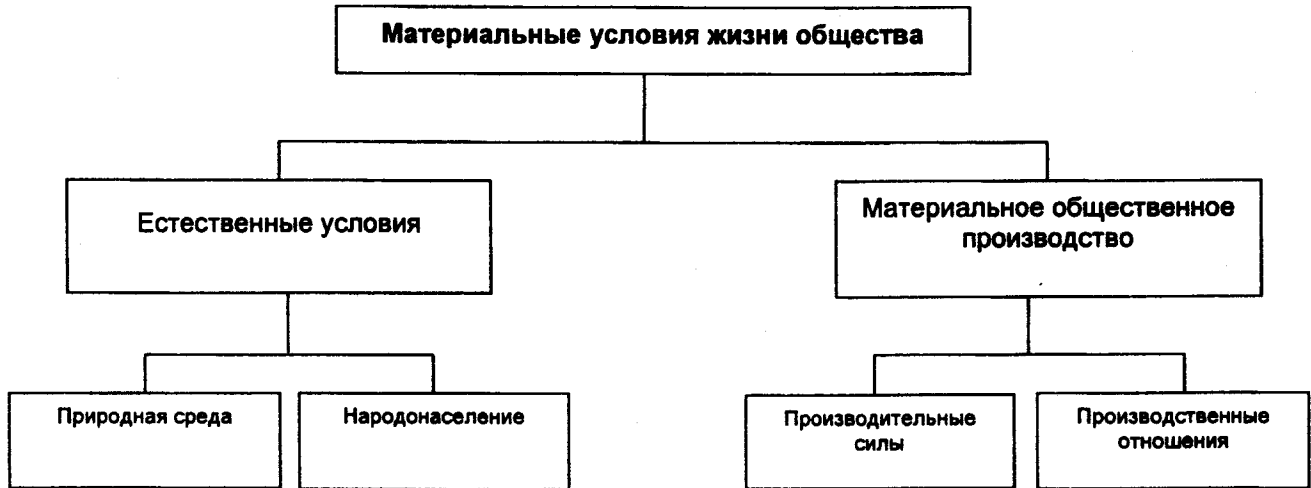 Материальные условия жизни общества
Естественные условия
Материальное общественное
производство
Природная среда
Народонаселение
Производительные
силы
Производственные
отношения